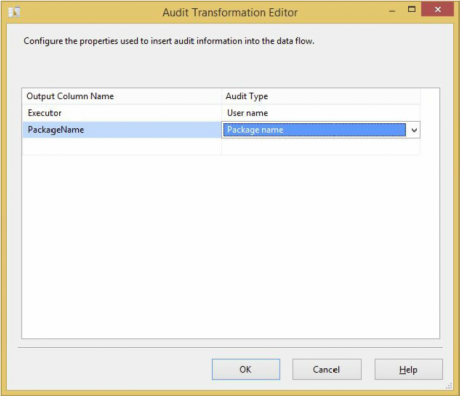 Audit Transformation Editor
Configure the properties used to insert audit information into the data flow.
Output Column Name Audit Type
Executor User name
PackageName Package name
OK Cancel Help